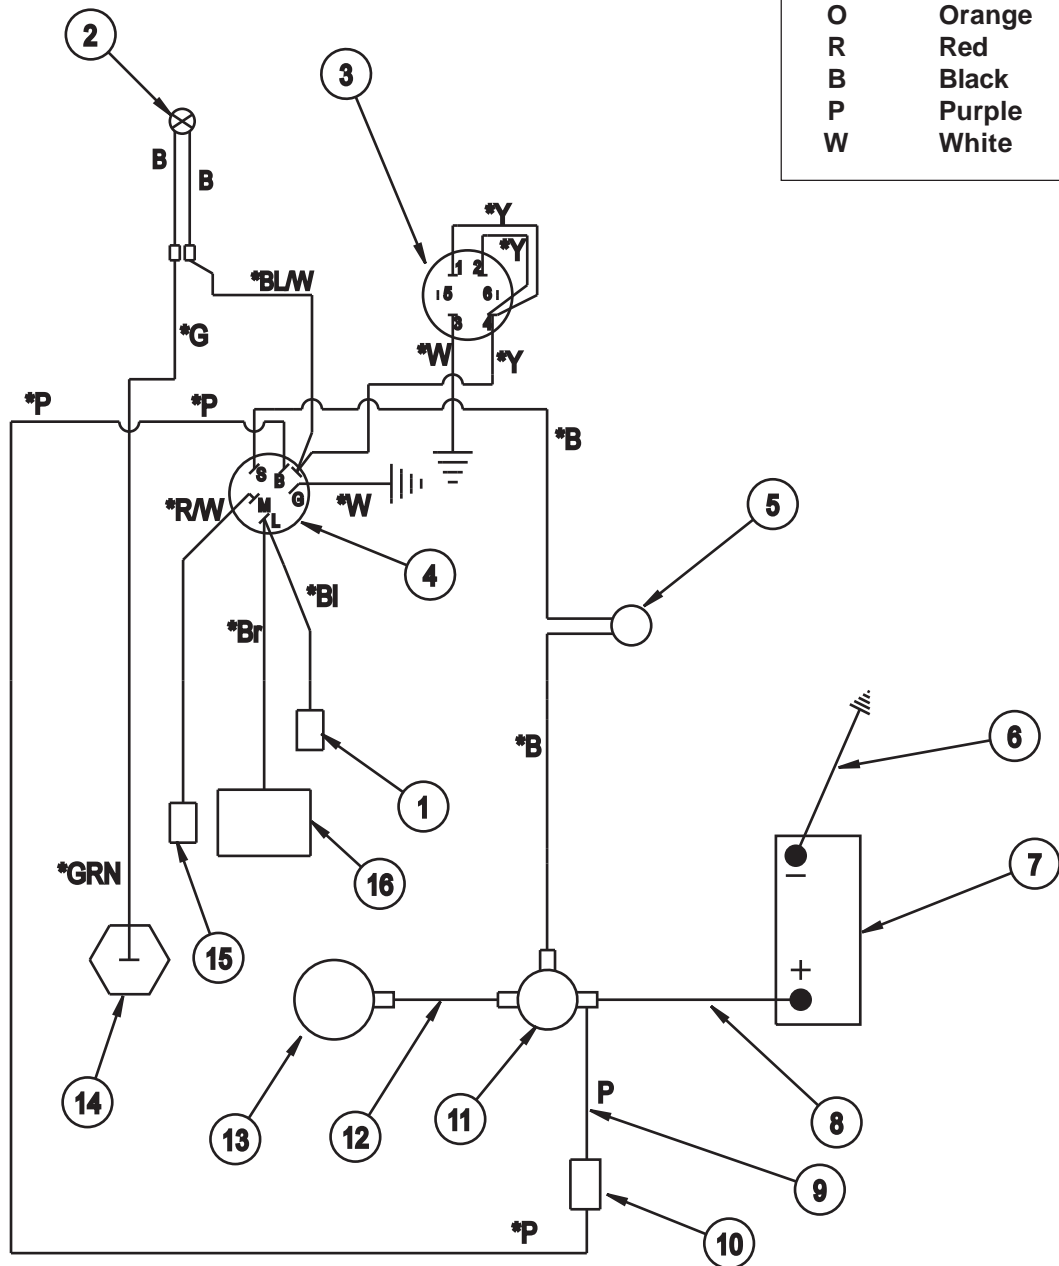 O Orange
R Red
B Black
P Purple
W White
2
3
B
B
*Y
*Y
1 2
5 6
3 4
*BL/W
*G
*W
*Y
*P
*P
*B
S
B
G
M
L
*R/W
*W
5
4
*Bl
*Br
*B
6
1
7
16
*GRN
15
14
13
12
11
P
8
9
10
*P